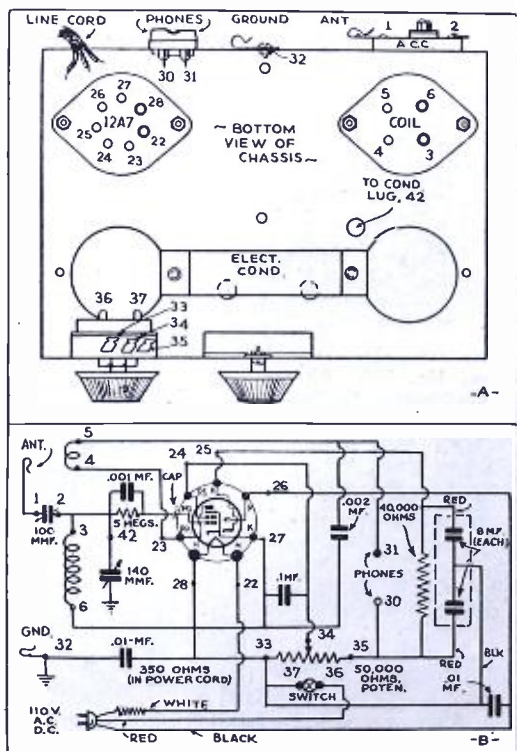 LINE CORD
PHONES
GROUND
ANT
1
2
A.C.C.
30 31
32
27
26
28
12A7
25
22
24 23
~ BOTTOM
VIEW OF
CHASSIS ~
5
6
COIL
4
3
TO COND
LUG, 42
ELECT.
COND
36
37
33
34
35
-A-
5
ANT.
4
.001 MF.
24
CAP
25
26
RED
1 2
3
5 MEGS.
42
23
27
.002
MF.
40,000
OHMS
8 MF
(EACH)
100
MMF.
140
MMF.
31
PHONES
30
6
28
22
.1MF.
GND.
32
.01-MF.
33
34
35
RED
BLK
350 OHMS
(IN POWER CORD)
37
36
SWITCH
50,000
OHMS.
POTEN.
.01
MF.
110 V.
A.C.
D.C.
WHITE
RED
BLACK
-B-